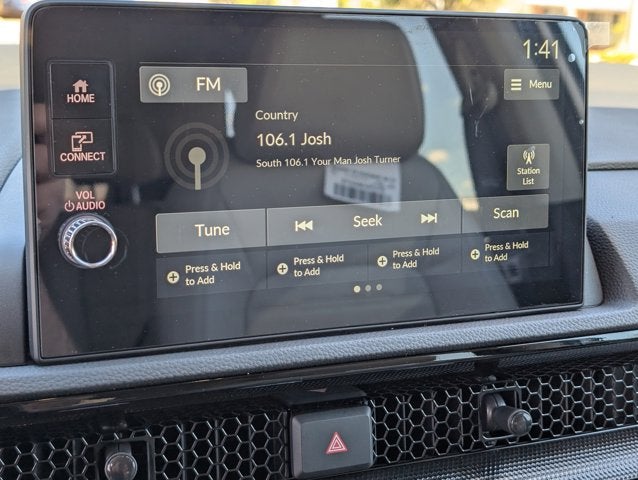 1:41
HOME
FM
Menu
Country
106.1 Josh
CONNECT
South 106.1 Your Man Josh Turner
Station
List
VOL
AUDIO
Tune
Seek
Scan
Press & Hold
to Add
Press & Hold
to Add
Press & Hold
to Add
Press & Hold
to Add